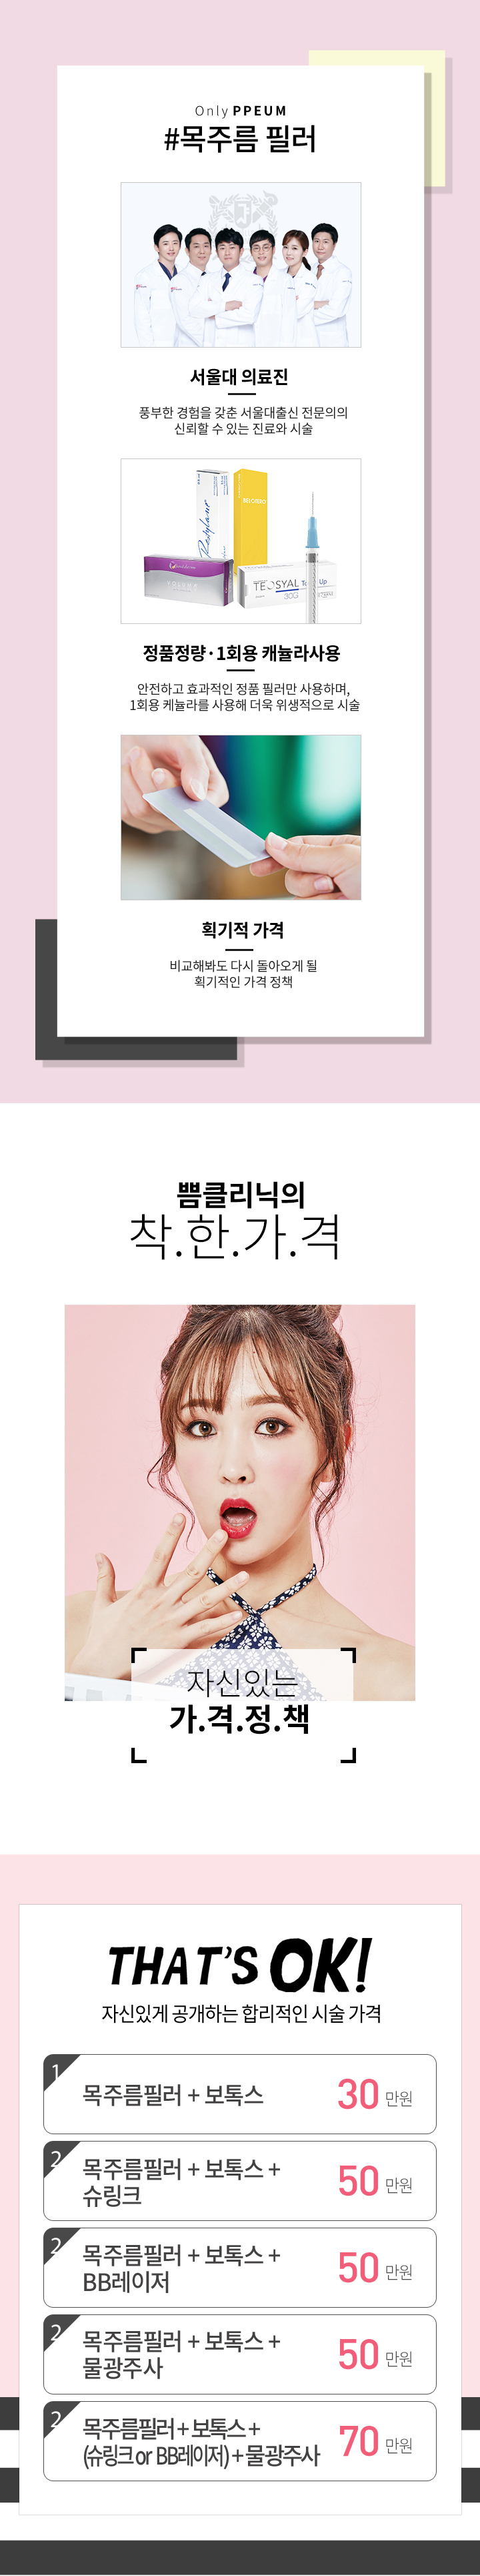 Only PPEUM
#목주름 필러
서울대 의료진
풍부한 경험을 갖춘 서울대출신 전문의의
신뢰할 수 있는 진료와 시술
Restylane
BELOTERO
YVOIRE
TEOSYAL
30G
Up
정품정량·1회용 캐뉼라사용
안전하고 효과적인 정품 필러만 사용하며,
1회용 케뉼라를 사용해 더욱 위생적으로 시술
획기적 가격
비교해봐도 다시 돌아오게 될
획기적인 가격 정책
쁨클리닉의
착.한.가.격
자신있는
가.격.정.책
THAT'S OK!
자신있게 공개하는 합리적인 시술 가격
1
목주름필러 + 보톡스
30 만원
2
목주름필러 + 보톡스 +
슈링크
50 만원
2
목주름필러 + 보톡스 +
BB레이저
50 만원
2
목주름필러 + 보톡스 +
물광주사
50 만원
2
목주름필러 + 보톡스 +
(슈링크 or BB레이저) + 물광주사
70 만원